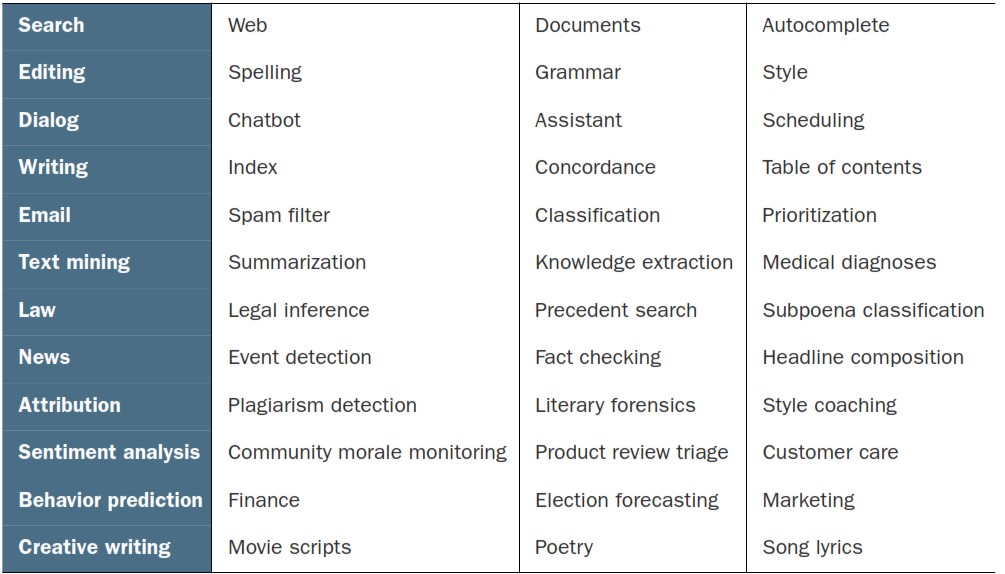 Search Web Documents Autocomplete
Editing Spelling Grammar Style
Dialog Chatbot Assistant Scheduling
Writing Index Concordance Table of contents
Email Spam filter Classification Prioritization
Text mining Summarization Knowledge extraction Medical diagnoses
Law Legal inference Precedent search Subpoena classification
News Event detection Fact checking Headline composition
Attribution Plagiarism detection Literary forensics Style coaching
Sentiment analysis Community morale monitoring Product review triage Customer care
Behavior prediction Finance Election forecasting Marketing
Creative writing Movie scripts Poetry Song lyrics